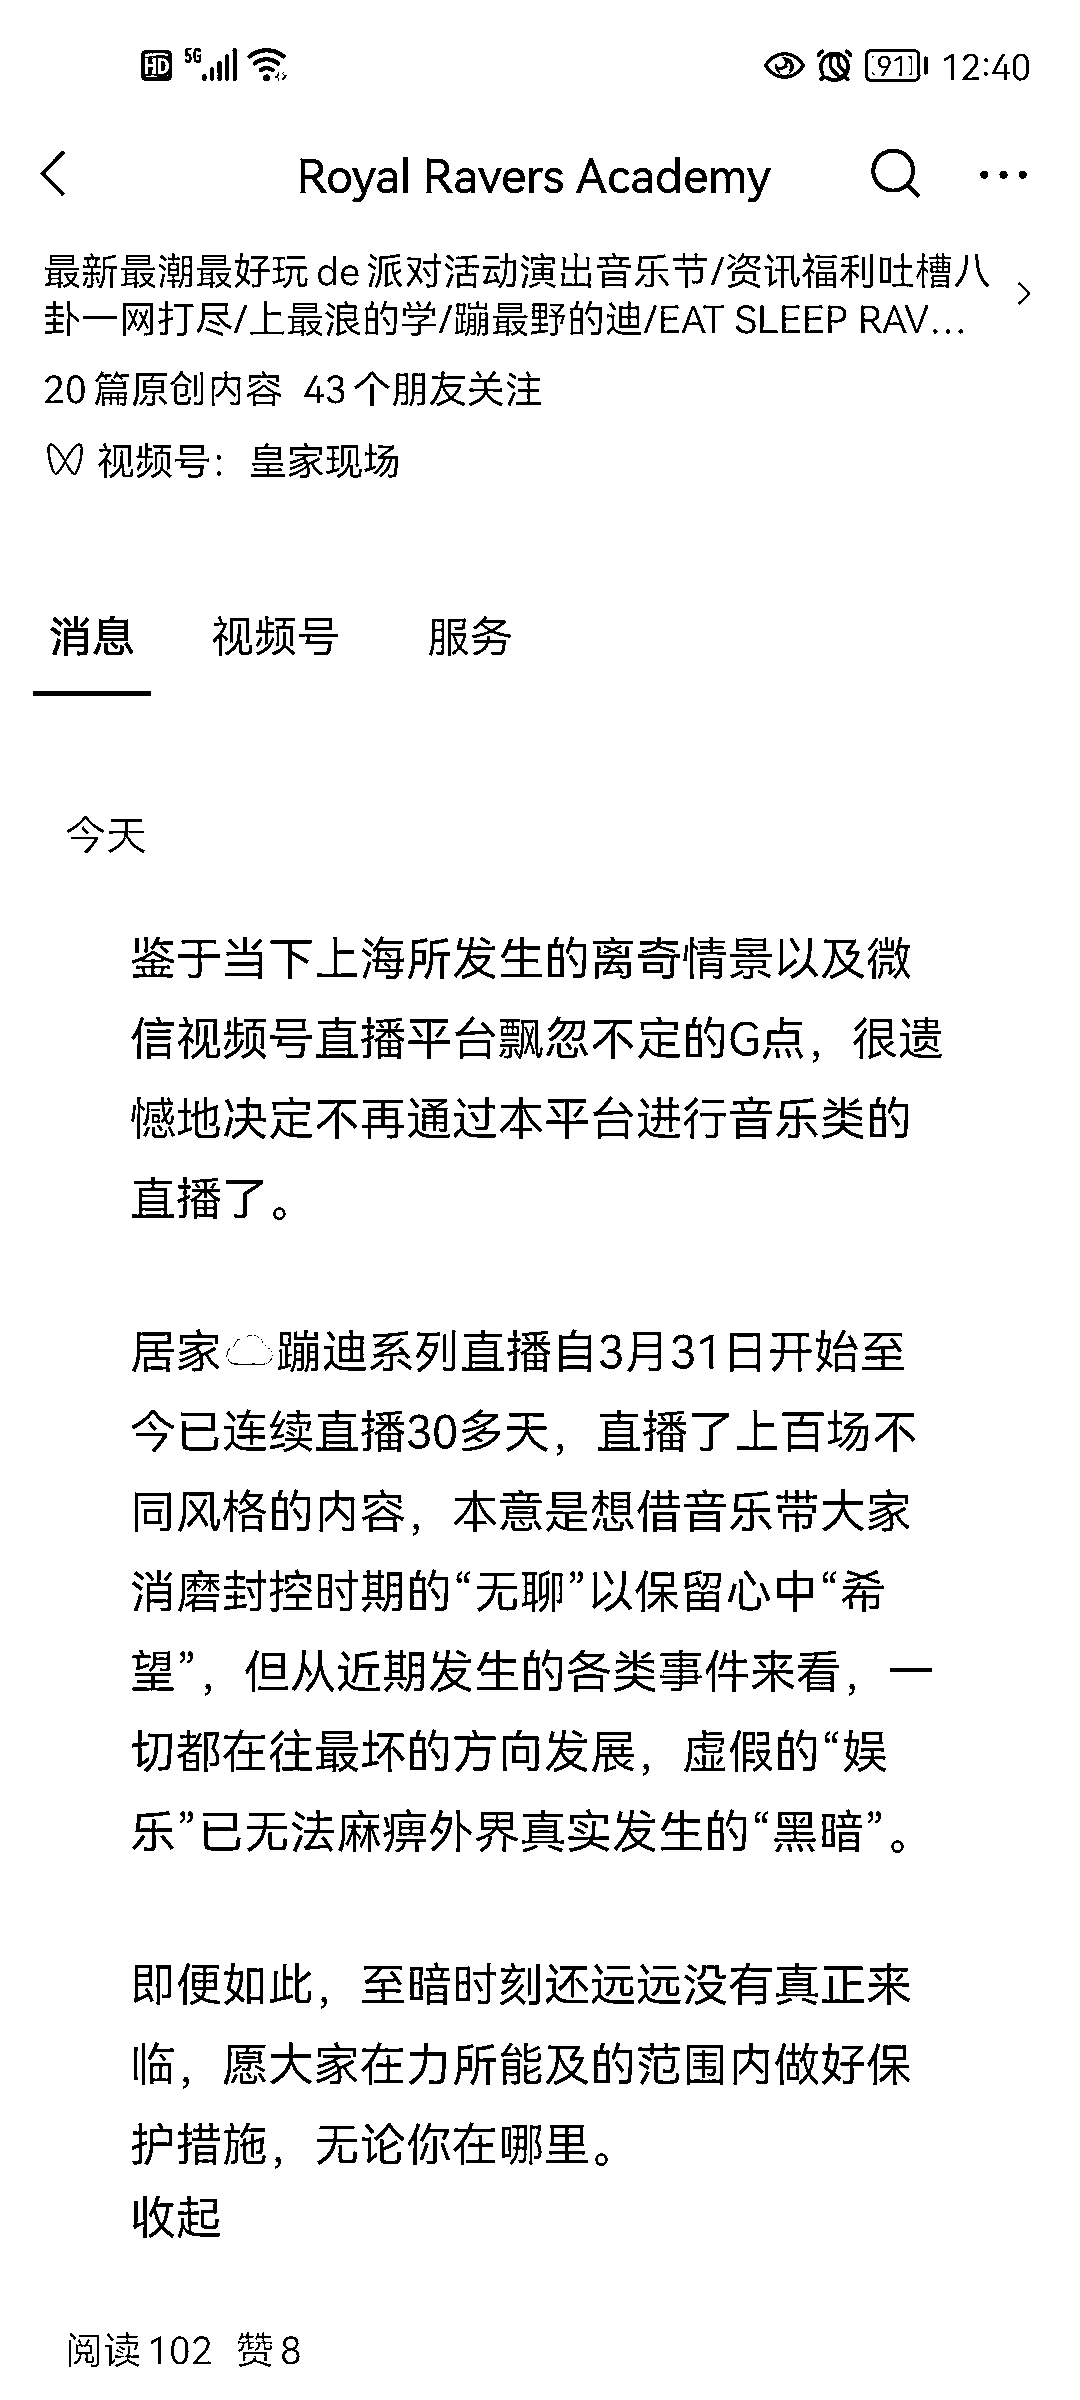 HD 5G 91 12:40
Royal Ravers Academy
最新最潮最好玩 de 派对活动演出音乐节/资讯福利吐槽八
卦一网打尽/上最浪的学/蹦最野的迪/EAT SLEEP RAV...
20篇原创内容 43个朋友关注
视频号：皇家现场
消息 视频号 服务
今天
鉴于当下上海所发生的离奇情景以及微
信视频号直播平台飘忽不定的G点，很遗
憾地决定不再通过本平台进行音乐类的
直播了。
居家☁️蹦迪系列直播自3月31日开始至
今已连续直播30多天，直播了上百场不
同风格的内容，本意是想借音乐带大家
消磨封控时期的“无聊”以保留心中“希
望”，但从近期发生的各类事件来看，一
切都在往最坏的方向发展，虚假的“娱
乐”已无法麻痹外界真实发生的“黑暗”。
即便如此，至暗时刻还远远没有真正来
临，愿大家在力所能及的范围内做好保
护措施，无论你在哪里。
收起
阅读102 赞8